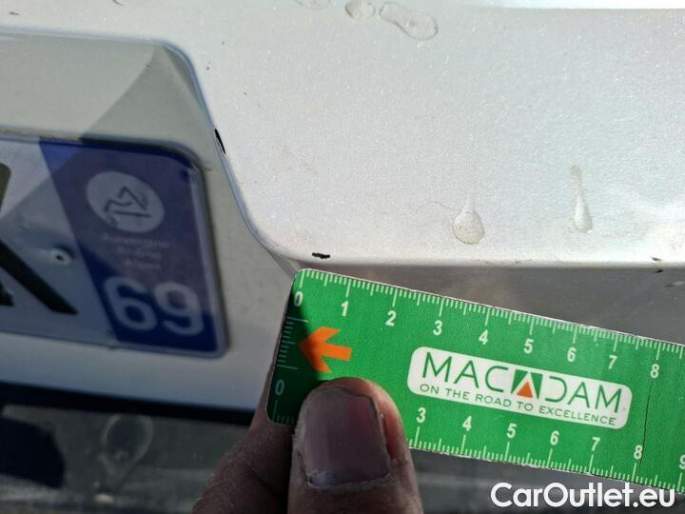 69
0 1 2 3 4 5 6 7 8
MACADAM
ON THE ROAD TO EXCELLENCE
0 3 4 5 6 7 8 9
CarOutlet.eu